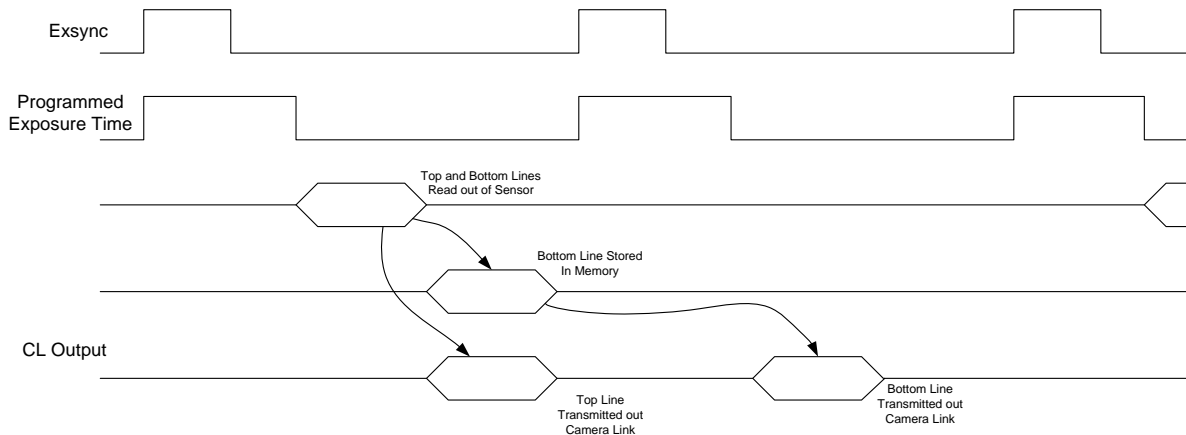 Exsync
Programmed
Exposure Time
Top and Bottom Lines
Read out of Sensor
Bottom Line Stored
In Memory
CL Output
Top Line
Transmitted out
Camera Link
Bottom Line
Transmitted out
Camera Link